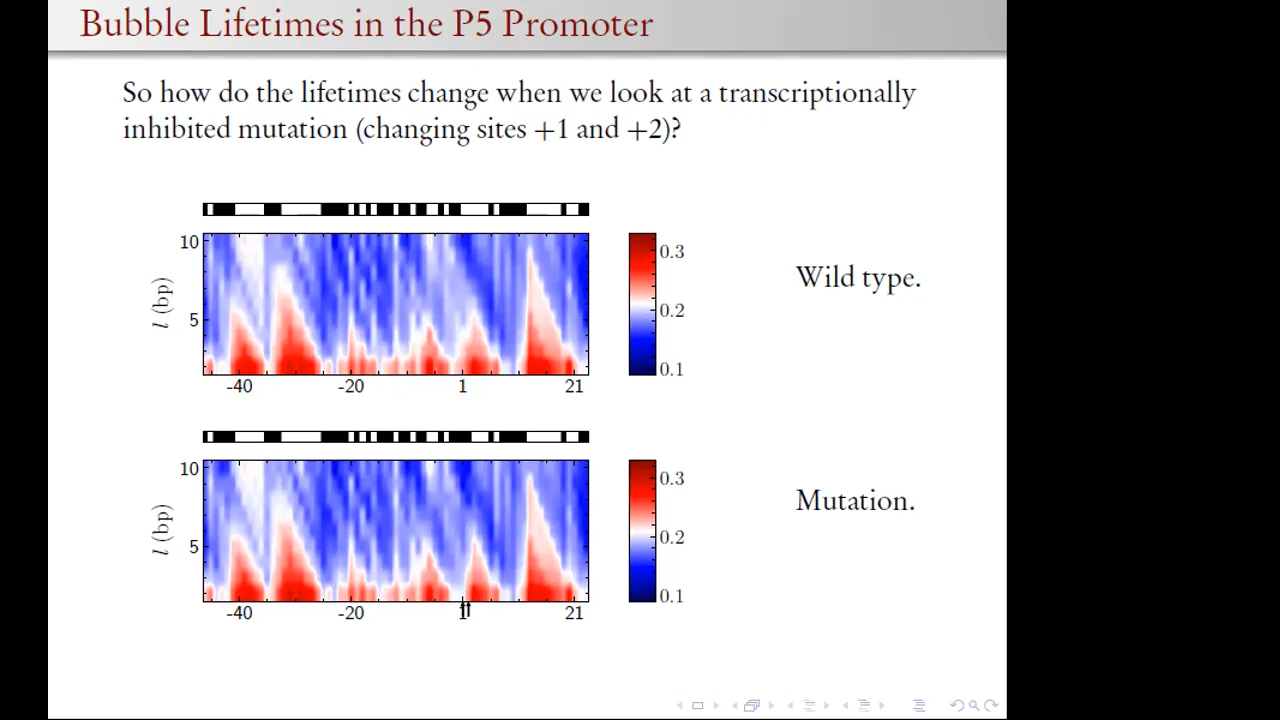 Bubble Lifetimes in the P5 Promoter
So how do the lifetimes change when we look at a transcriptionally
inhibited mutation (changing sites +1 and +2)?
10
5
l (bp)
-40 -20 1 21
0.3
0.2
0.1
Wild type.
10
5
l (bp)
-40 -20 1 21
0.3
0.2
0.1
Mutation.